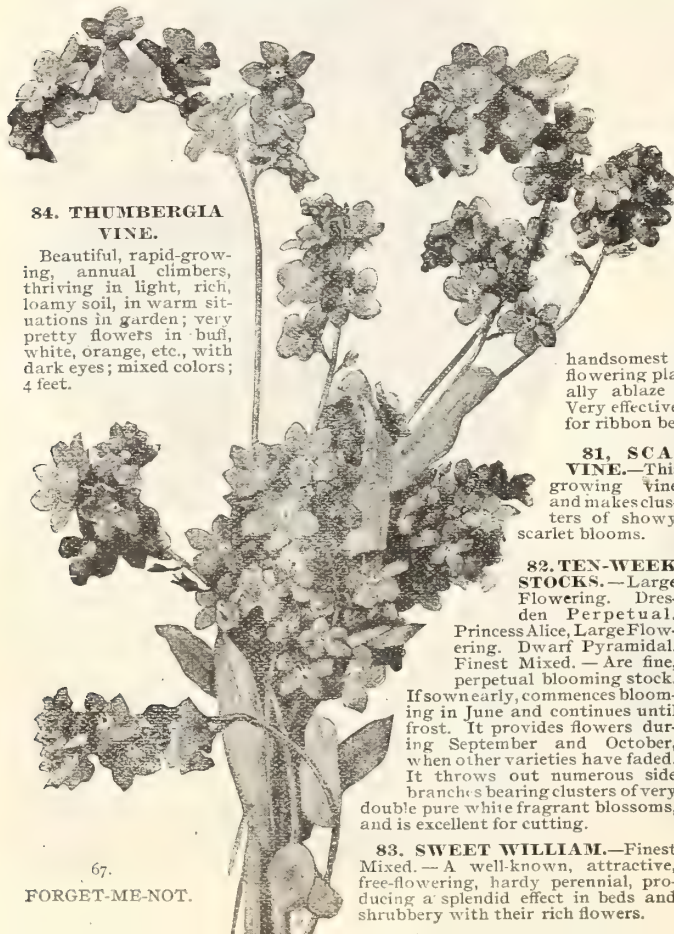 84. THUMBERGIA
VINE.
Beautiful, rapid-grow-
ing, annual climbers,
thriving in light, rich,
loamy soil, in warm sit-
uations in garden; very
pretty flowers in buff,
white, orange, etc., with
dark eyes; mixed colors;
4 feet.
handsomest
flowering pla
ally ablaze
Very effective
for ribbon be
81, SCA
VINE.—Thi
growing vine
and makes clus-
ters of showy
scarlet blooms.
82. TEN-WEEK
STOCKS.—Large
Flowering. Dres-
den Perpetual.
Princess Alice, Large Flow-
ering. Dwarf Pyramidal.
Finest Mixed. — Are fine,
perpetual blooming stock.
If sown early, commences bloom-
ing in June and continues until
frost. It provides flowers dur-
ing September and October,
when other varieties have faded.
It throws out numerous side
branches bearing clusters of very
double pure white fragrant blossoms,
and is excellent for cutting.
83. SWEET WILLIAM.—Finest
Mixed. — A well-known, attractive,
free-flowering, hardy perennial, pro-
ducing a splendid effect in beds and
shrubbery with their rich flowers.
67.
FORGET-ME-NOT.